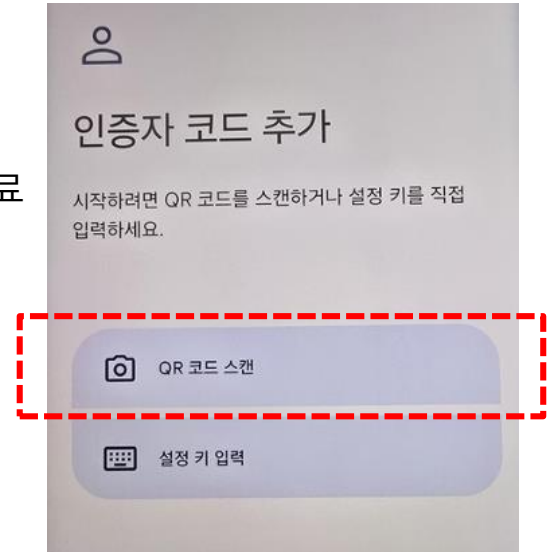 인증자 코드 추가
료
시작하려면 QR 코드를 스캔하거나 설정 키를 직접
입력하세요.
QR 코드 스캔
설정 키 입력